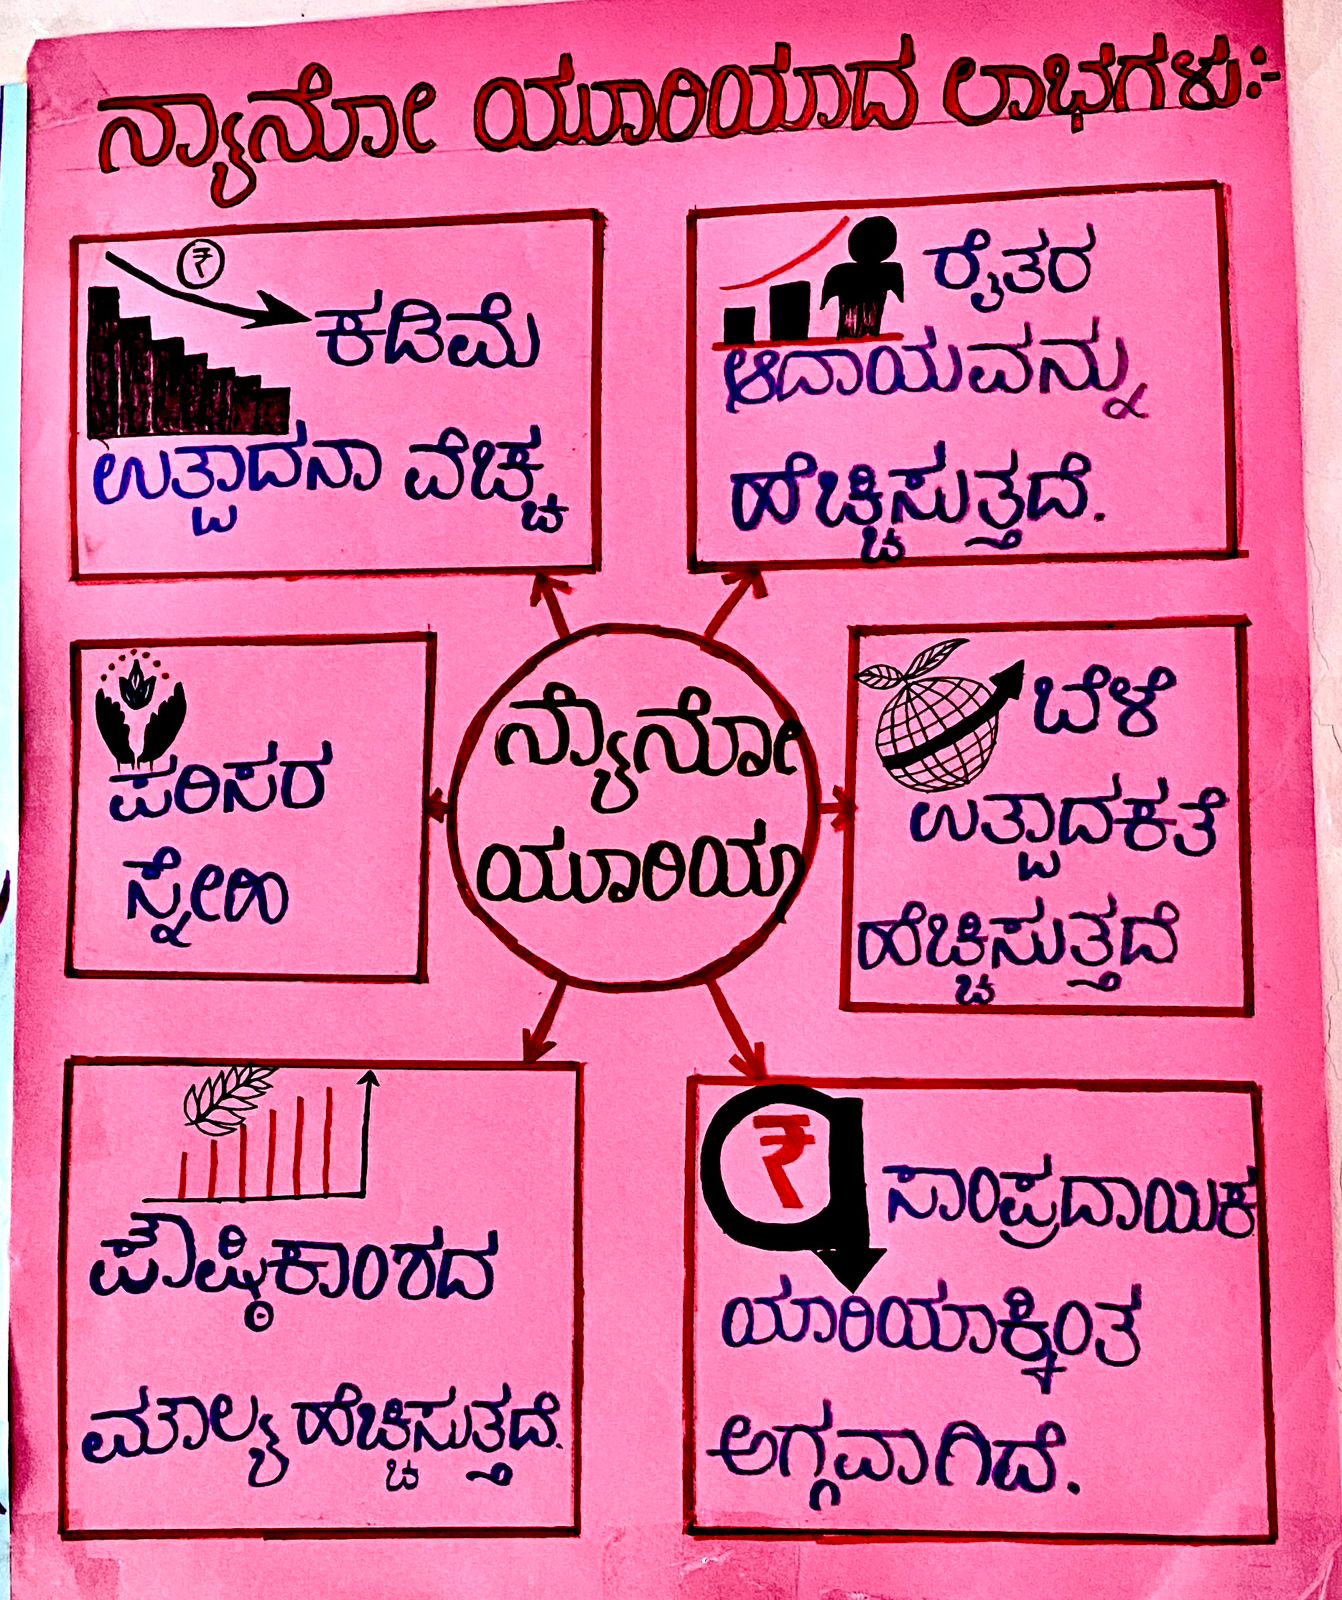 ನ್ಯಾನೋ ಯೂರಿಯಾದ ಲಾಭಗಳು:-
₹
ಕಡಿಮೆ
ಉತ್ಪಾದನಾ ವೆಚ್ಚ
ರೈತರ
ಆದಾಯವನ್ನು
ಹೆಚ್ಚಿಸುತ್ತದೆ.
ಪರಿಸರ
ಸ್ನೇಹಿ
ನ್ಯಾನೋ
ಯೂರಿಯಾ
ಬೆಳೆ
ಉತ್ಪಾದಕತೆ
ಹೆಚ್ಚಿಸುತ್ತದೆ
ಪೌಷ್ಠಿಕಾಂಶದ
ಮೌಲ್ಯ ಹೆಚ್ಚಿಸುತ್ತದೆ.
₹
ಸಾಂಪ್ರದಾಯಿಕ
ಯಾರಿಯಾಕ್ಕಿಂತ
ಅಗ್ಗವಾಗಿದೆ.